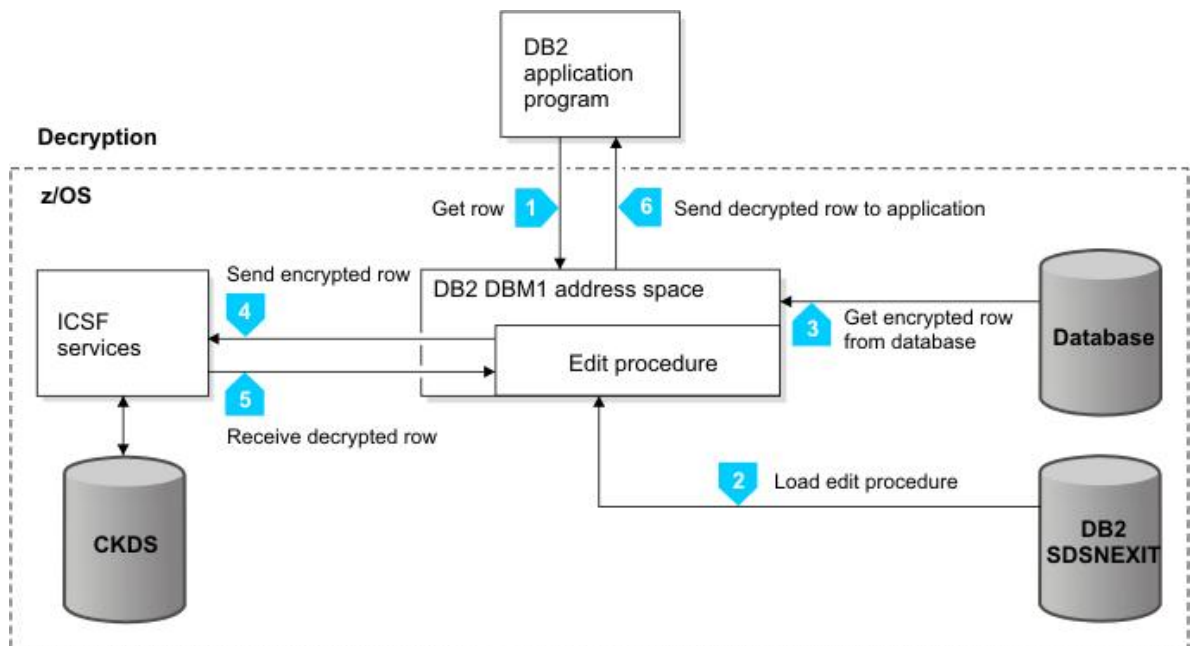 DB2
application
program
Decryption
z/OS
Get row
1
6
Send decrypted row to application
Send encrypted row
4
DB2 DBM1 address space
ICSF
services
3
Get encrypted row
from database
Database
Edit procedure
5
Receive decrypted row
2
Load edit procedure
CKDS
DB2
SDSNEXIT